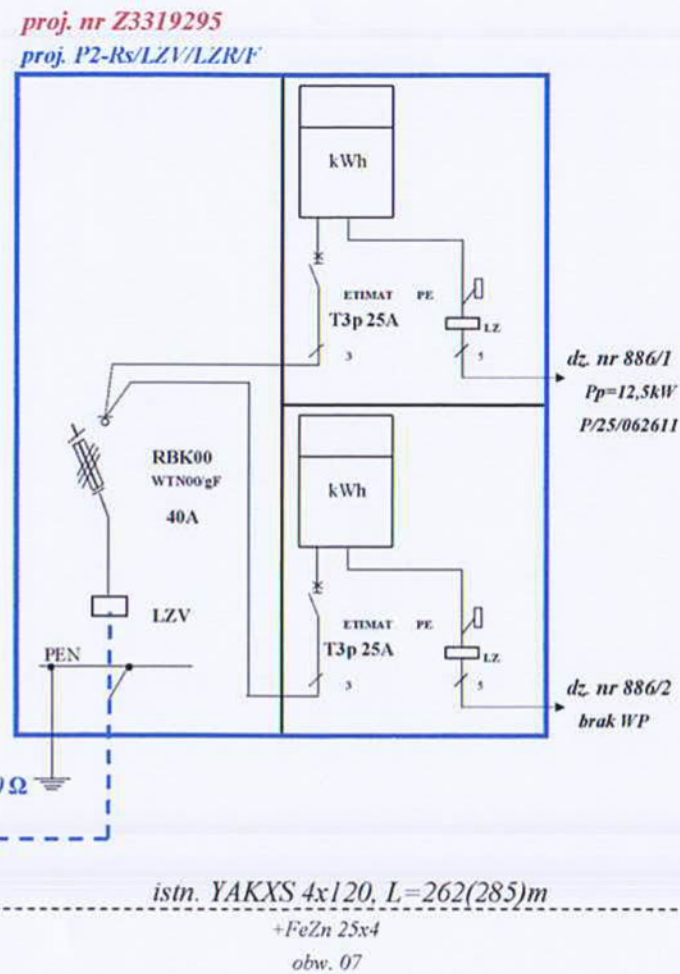 proj. nr Z3319295
proj. P2-Rs/LZV/LZR/F
kWh
ETIMAT PE
T3p 25A
LZ
3
5
dz. nr 886/1
Pp=12,5kW
P/25/062611
RBK00
WTN00/gF
40A
kWh
LZV
ETIMAT PE
T3p 25A
LZ
PEN
3
5
dz. nr 886/2
brak WP
Ω
istn. YAKXS 4x120, L=262(285)m
+FeZn 25x4
obw. 07